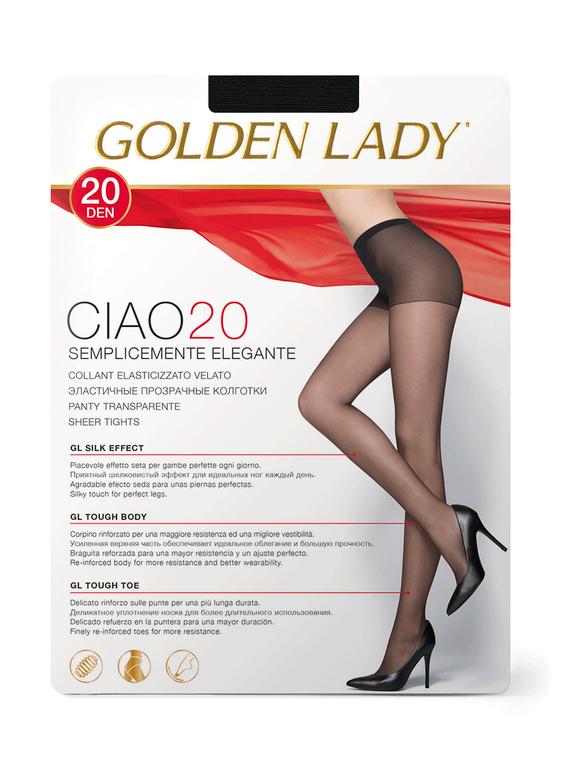 GOLDEN LADY
20
DEN
CIAO20
SEMPLICEMENTE ELEGANTE
COLLANT ELASTICIZZATO VELATO
ЭЛАСТИЧНЫЕ ПРОЗРАЧНЫЕ КОЛГОТКИ
PANTY TRANSPARENTE
SHEER TIGHTS
GL SILK EFFECT
Piacevole effetto seta per gambe perfette ogni giorno.
Приятный шелковистый эффект для идеальных ног каждый день.
Agradable efecto seda para unas piernas perfectas.
Silky touch for perfect legs.
GL TOUGH BODY
Corpino rinforzato per una maggiore resistenza ed una migliore vestibilità.
Усиленная верхняя часть обеспечивает идеальное облегание и большую прочность.
Braguita reforzada para una mayor resistencia y un ajuste perfecto.
Re-inforced body for more resistance and better wearability.
GL TOUGH TOE
Delicato rinforzo sulle punte per una più lunga durata.
Деликатное уплотнение носка для более длительного использования.
Delicado refuerzo en la puntera para una mayor duración.
Finely re-inforced toes for more resistance.